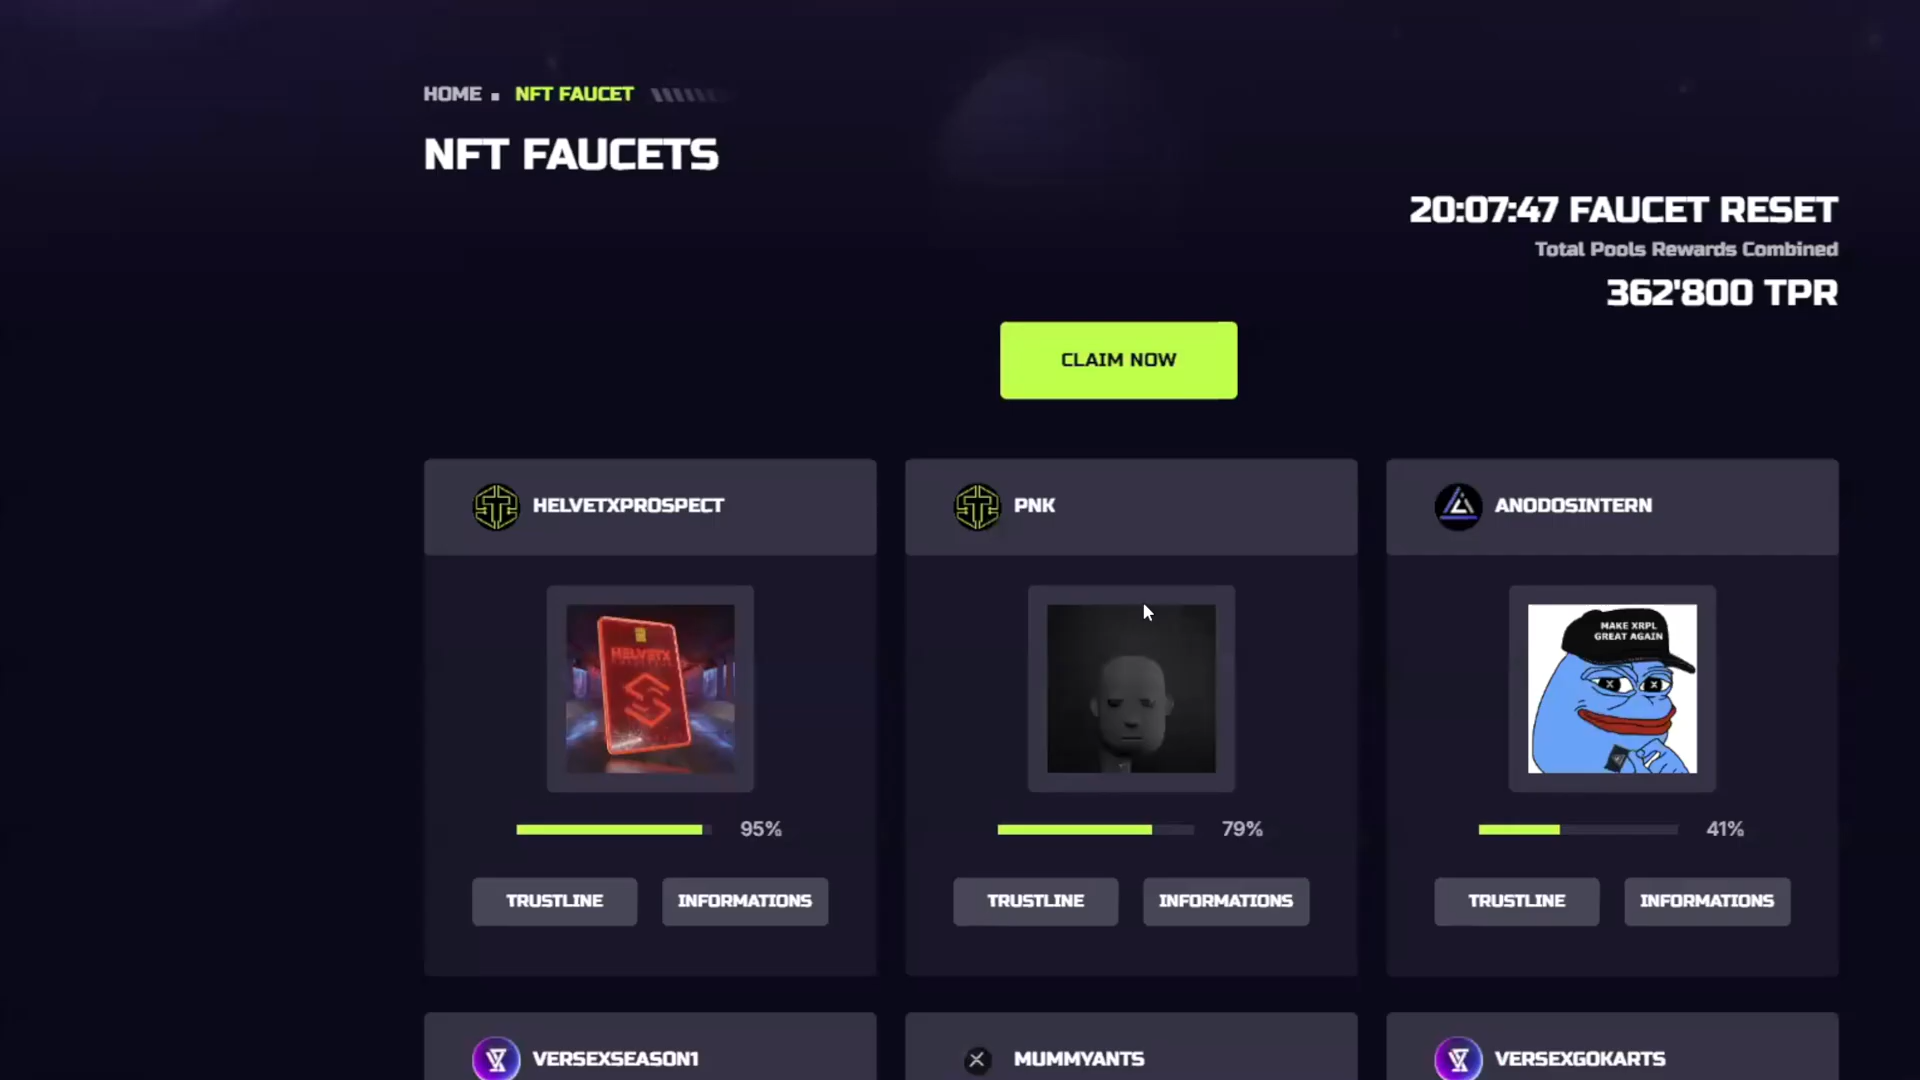 HOME ▪ NFT FAUCET
NFT FAUCETS
20:07:47 FAUCET RESET
Total Pools Rewards Combined
362'800 TPR
CLAIM NOW
HELVETXPROSPECT
PNK
ANODOSINTERN
HELVETX
MAKE XRPL
GREAT AGAIN
95%
79%
41%
TRUSTLINE
INFORMATIONS
TRUSTLINE
INFORMATIONS
TRUSTLINE
INFORMATIONS
VERSEXSEASON1
MUMMYANTS
VERSEXGOKARTS